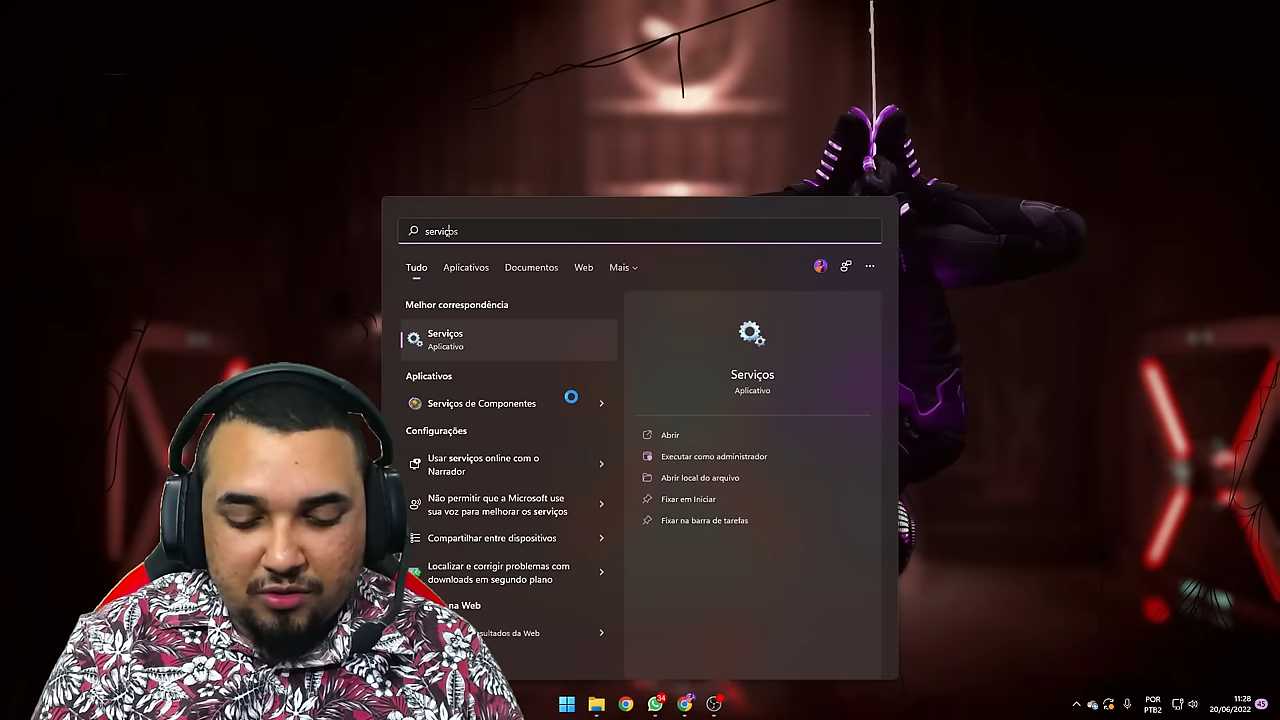 serviços
Tudo Aplicativos Documentos Web Mais
Melhor correspondência
Serviços
Aplicativo
Aplicativos
Serviços de Componentes
Configurações
Usar serviços online com o
Narrador
Não permitir que a Microsoft use
sua voz para melhorar os serviços
Compartilhar entre dispositivos
Localizar e corrigir problemas com
downloads em segundo plano
na Web
da Web
Serviços
Aplicativo
Abrir
Executar como administrador
Abrir local do arquivo
Fixar em Iniciar
Fixar na barra de tarefas
34
POR
PTB2
11:28
20/06/2022
45